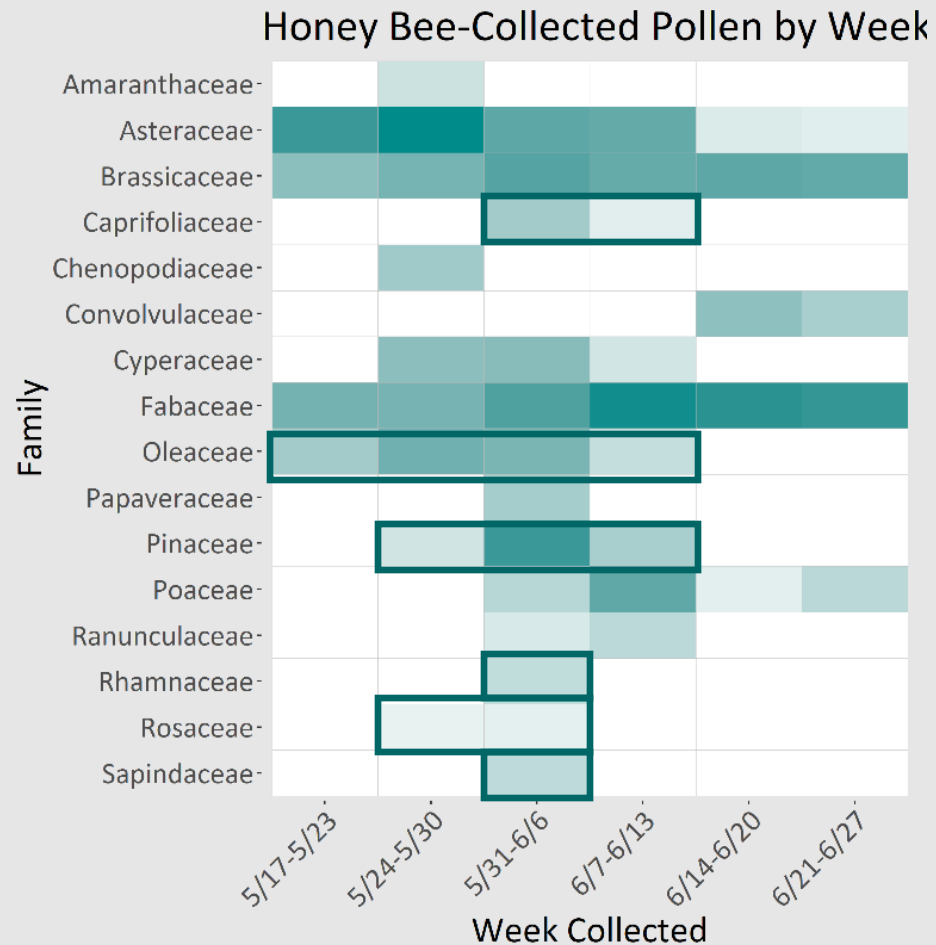 Honey Bee-Collected Pollen by Week
Amaranthaceae
Asteraceae
Brassicaceae
Caprifoliaceae
Chenopodiaceae
Convolvulaceae
Cyperaceae
Fabaceae
Oleaceae
Papaveraceae
Pinaceae
Poaceae
Ranunculaceae
Rhamnaceae
Rosaceae
Sapindaceae
Family
5/17-5/23
5/24-5/30
5/31-6/6
6/7-6/13
6/14-6/20
6/21-6/27
Week Collected